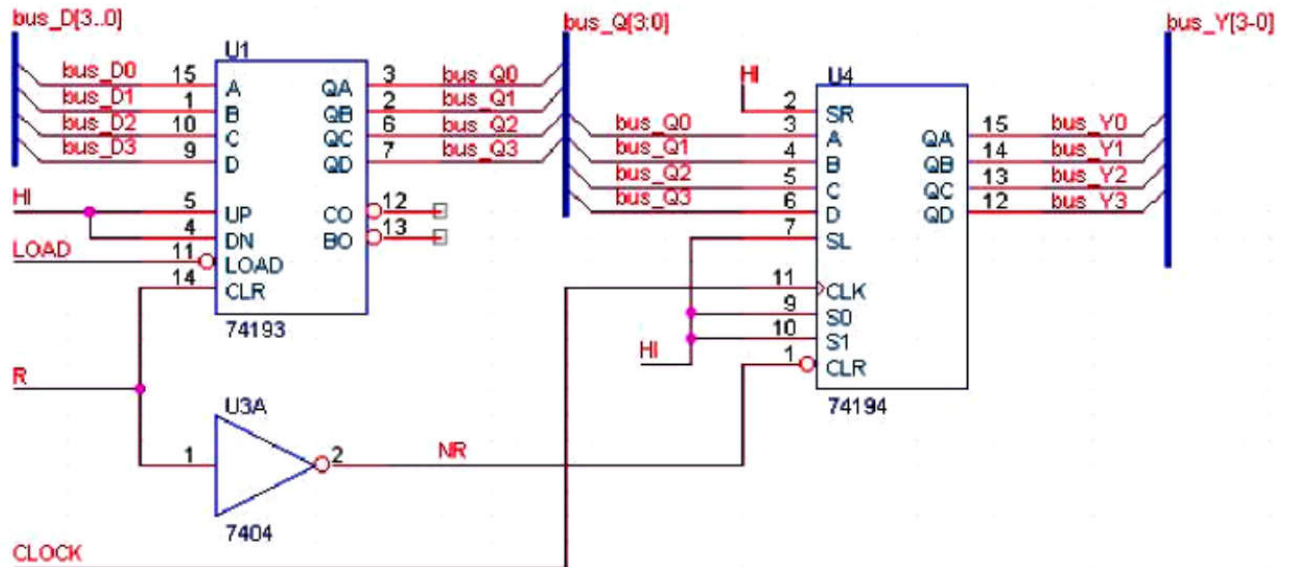 bus_D[3..0]
bus_Q[3:0]
bus_Y[3-0]
U1
bus_D0 15 A QA 3 bus_Q0
bus_D1 1 B QB 2 bus_Q1
bus_D2 10 C QC 6 bus_Q2
bus_D3 9 D QD 7 bus_Q3
HI 5 UP CO 12
4 DN BO 13
LOAD 11 LOAD
14 CLR
74193
R
U3A
1 2 NR
7404
CLOCK
HI U4
2 SR
bus_Q0 3 A QA 15 bus_Y0
bus_Q1 4 B QB 14 bus_Y1
bus_Q2 5 C QC 13 bus_Y2
bus_Q3 6 D QD 12 bus_Y3
7 SL
11 CLK
9 S0
10 S1
HI 1 CLR
74194